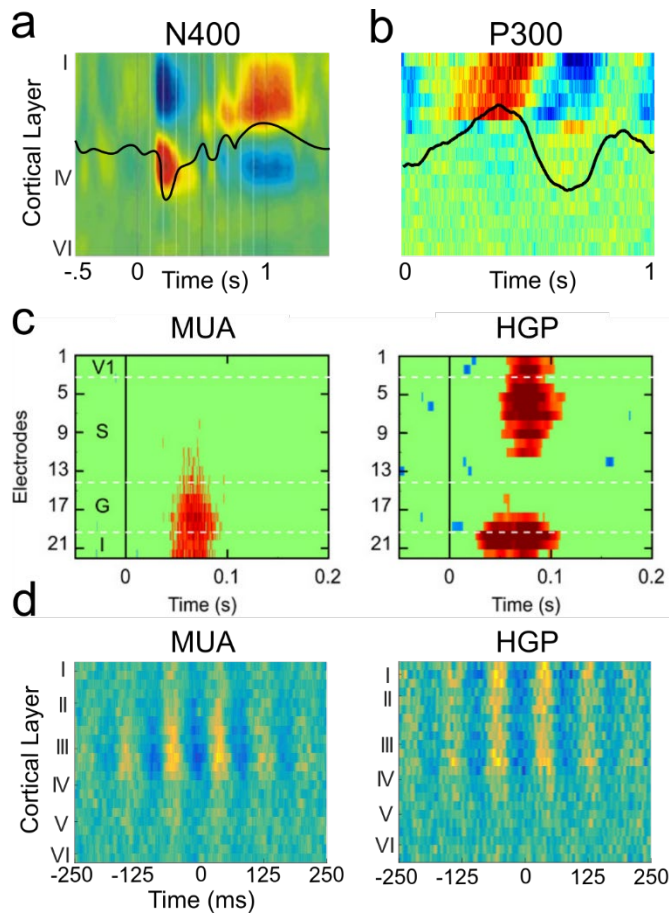 a
N400
b
P300
Cortical Layer
I
IV
VI
-.5 0 1
Time (s)
0 1
Time (s)
c
MUA
HGP
Electrodes
1
5
9
13
17
21
V1
S
G
I
0 0.1 0.2
Time (s)
1
5
9
13
17
21
0 0.1 0.2
Time (s)
d
MUA
HGP
Cortical Layer
I
II
III
IV
V
VI
-250 -125 0 125 250
Time (ms)
I
II
III
IV
V
VI
-250 -125 0 125 250